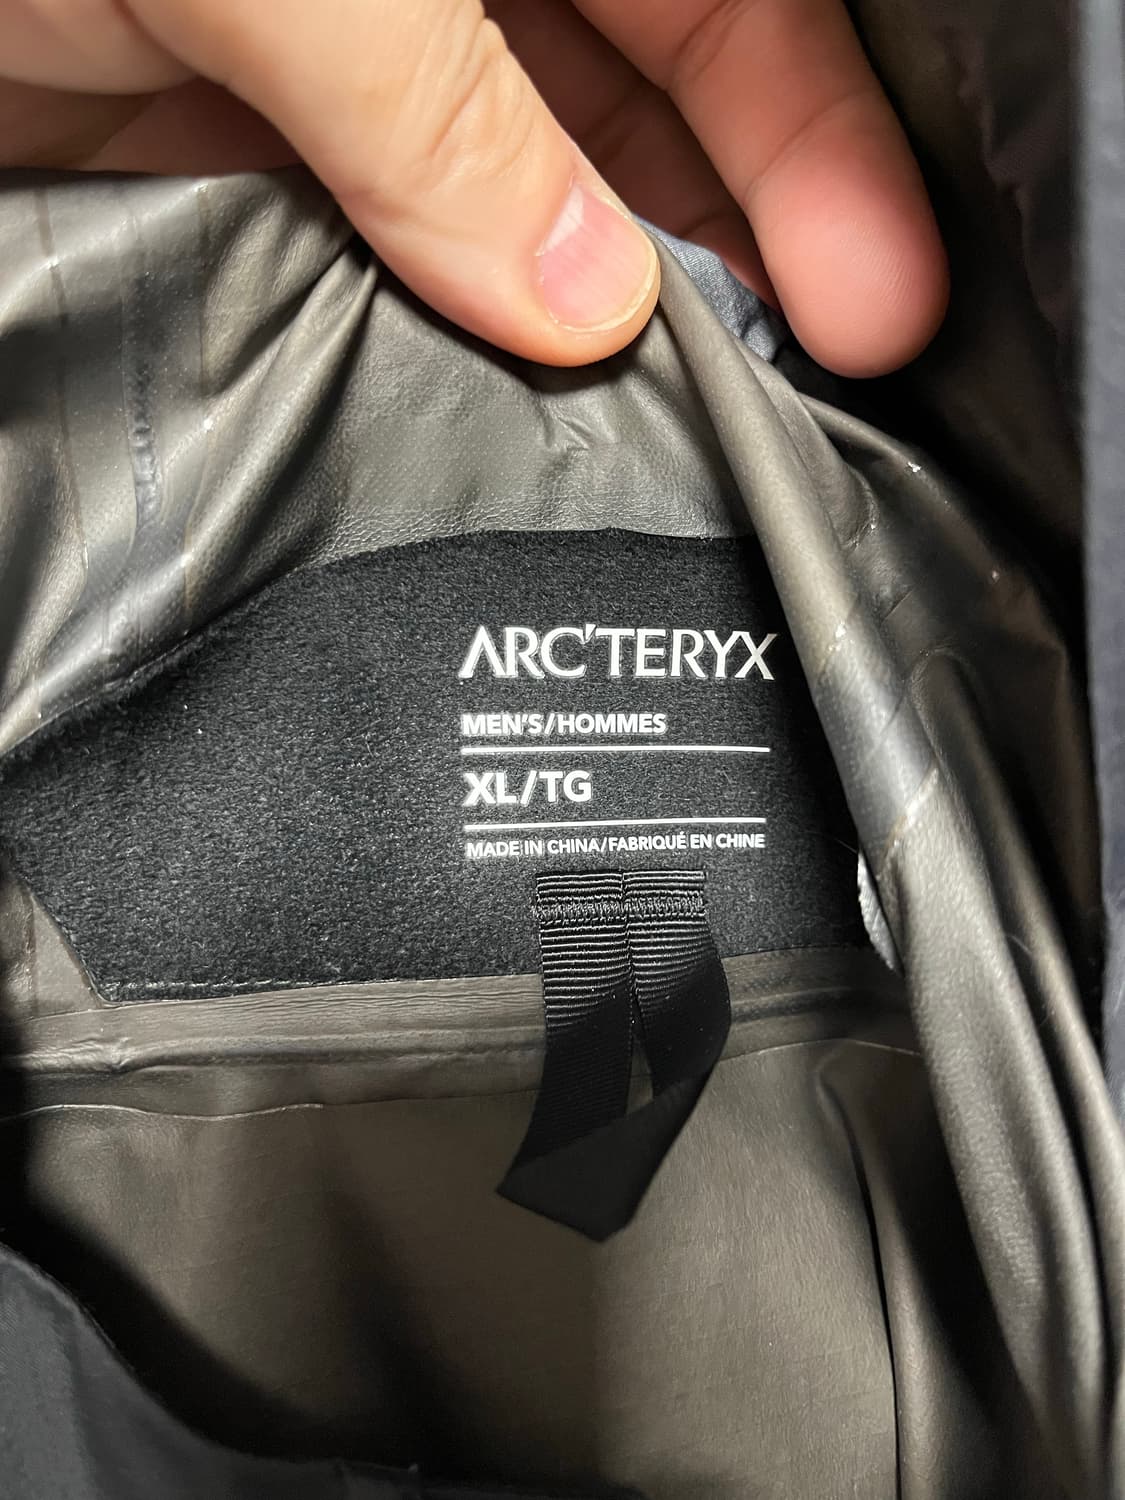 ARC'TERYX
MEN'S/HOMMES
XL/TG
MADE IN CHINA/FABRIQUÉ EN CHINE